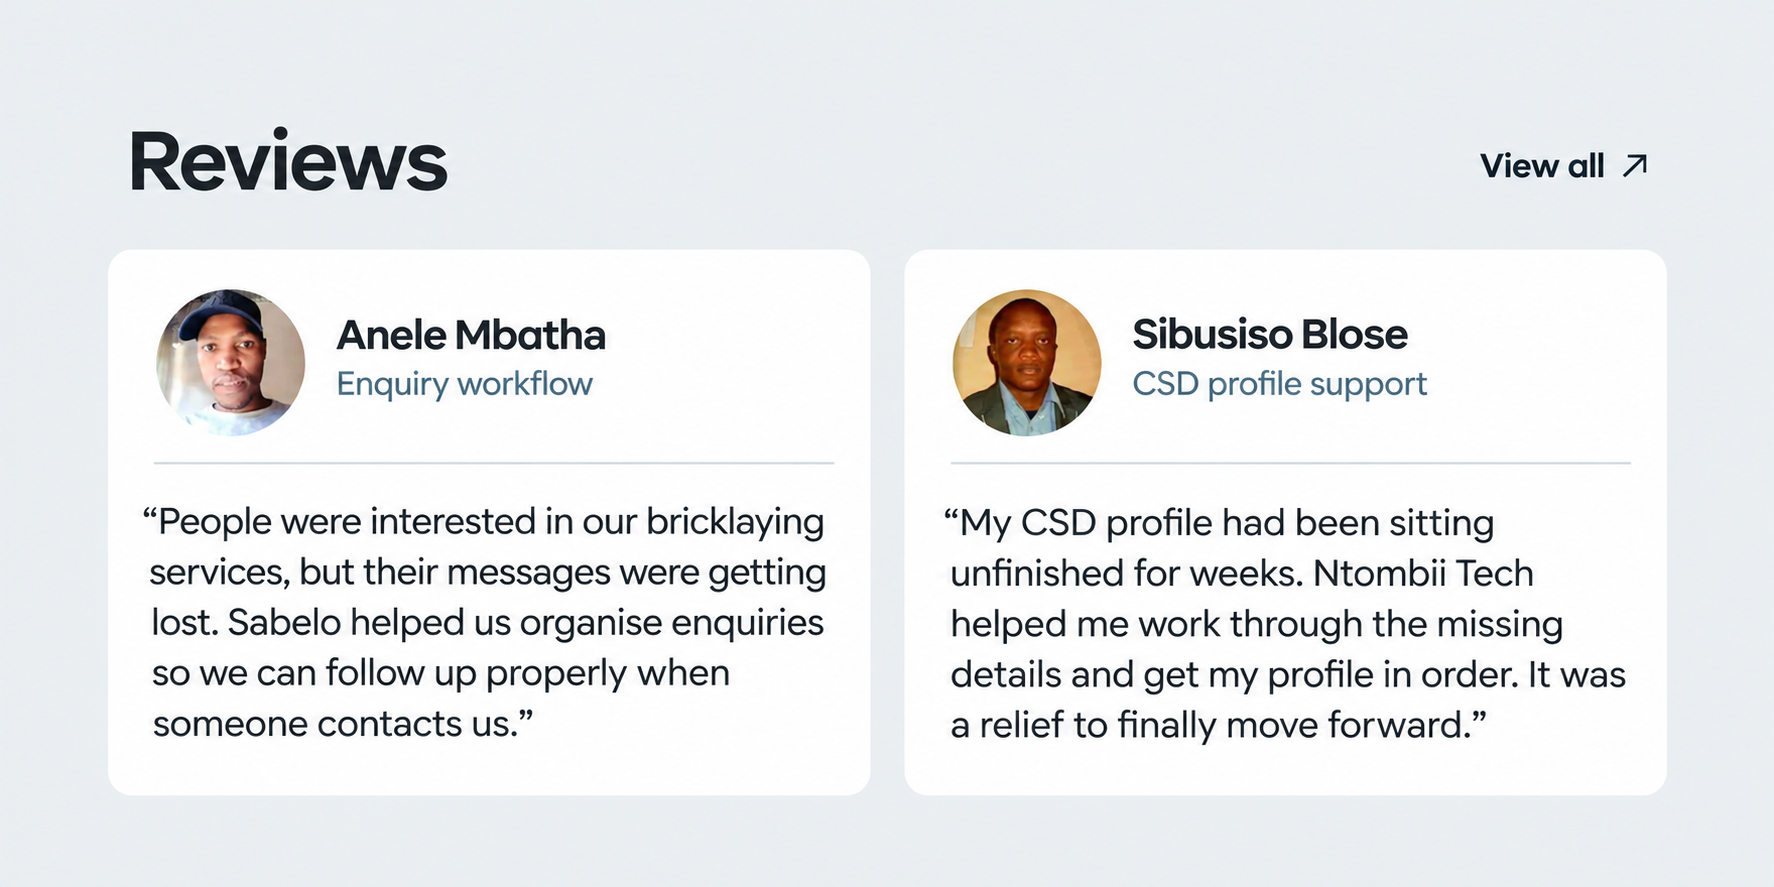 Reviews
View all
Anele Mbatha
Enquiry workflow
“People were interested in our bricklaying
services, but their messages were getting
lost. Sabelo helped us organise enquiries
so we can follow up properly when
someone contacts us.”
Sibusiso Blose
CSD profile support
“My CSD profile had been sitting
unfinished for weeks. Ntombii Tech
helped me work through the missing
details and get my profile in order. It was
a relief to finally move forward.”